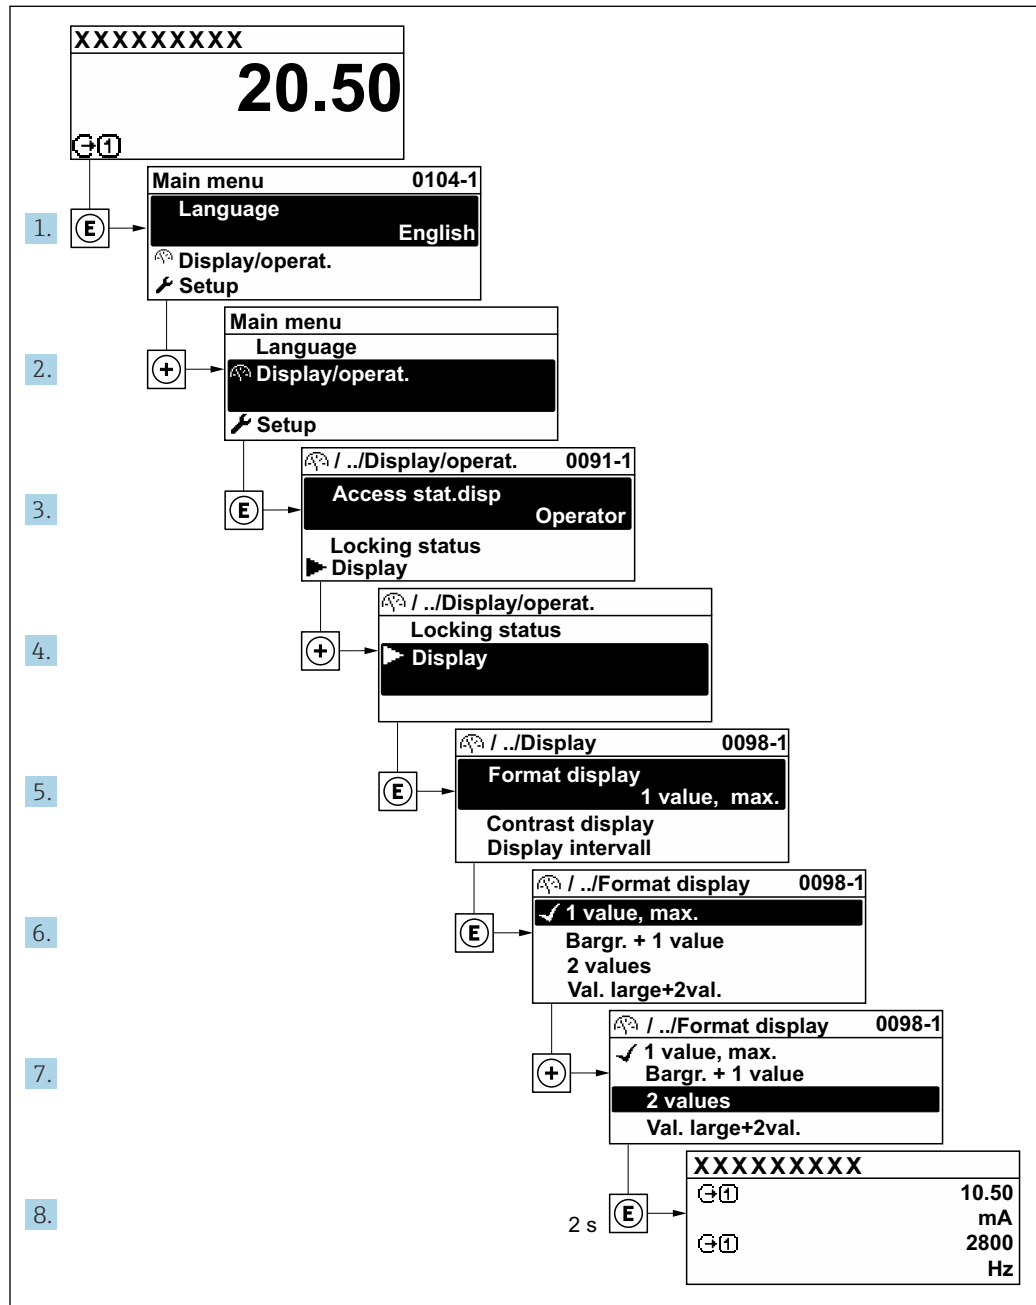 XXXXXXXXX
20.50
1
Main menu 0104-1
Language
English
Display/operat.
Setup
1. E
Main menu
Language
Display/operat.
Setup
2. +
/ ../Display/operat. 0091-1
Access stat.disp
Operator
Locking status
Display
3. E
/ ../Display/operat.
Locking status
Display
4. +
/ ../Display 0098-1
Format display
1 value, max.
Contrast display
Display intervall
5. E
/ ../Format display 0098-1
1 value, max.
Bargr. + 1 value
2 values
Val. large+2val.
6. E
/ ../Format display 0098-1
1 value, max.
Bargr. + 1 value
2 values
Val. large+2val.
7. +
XXXXXXXXX
1 10.50
mA
1 2800
Hz
8. 2 s E